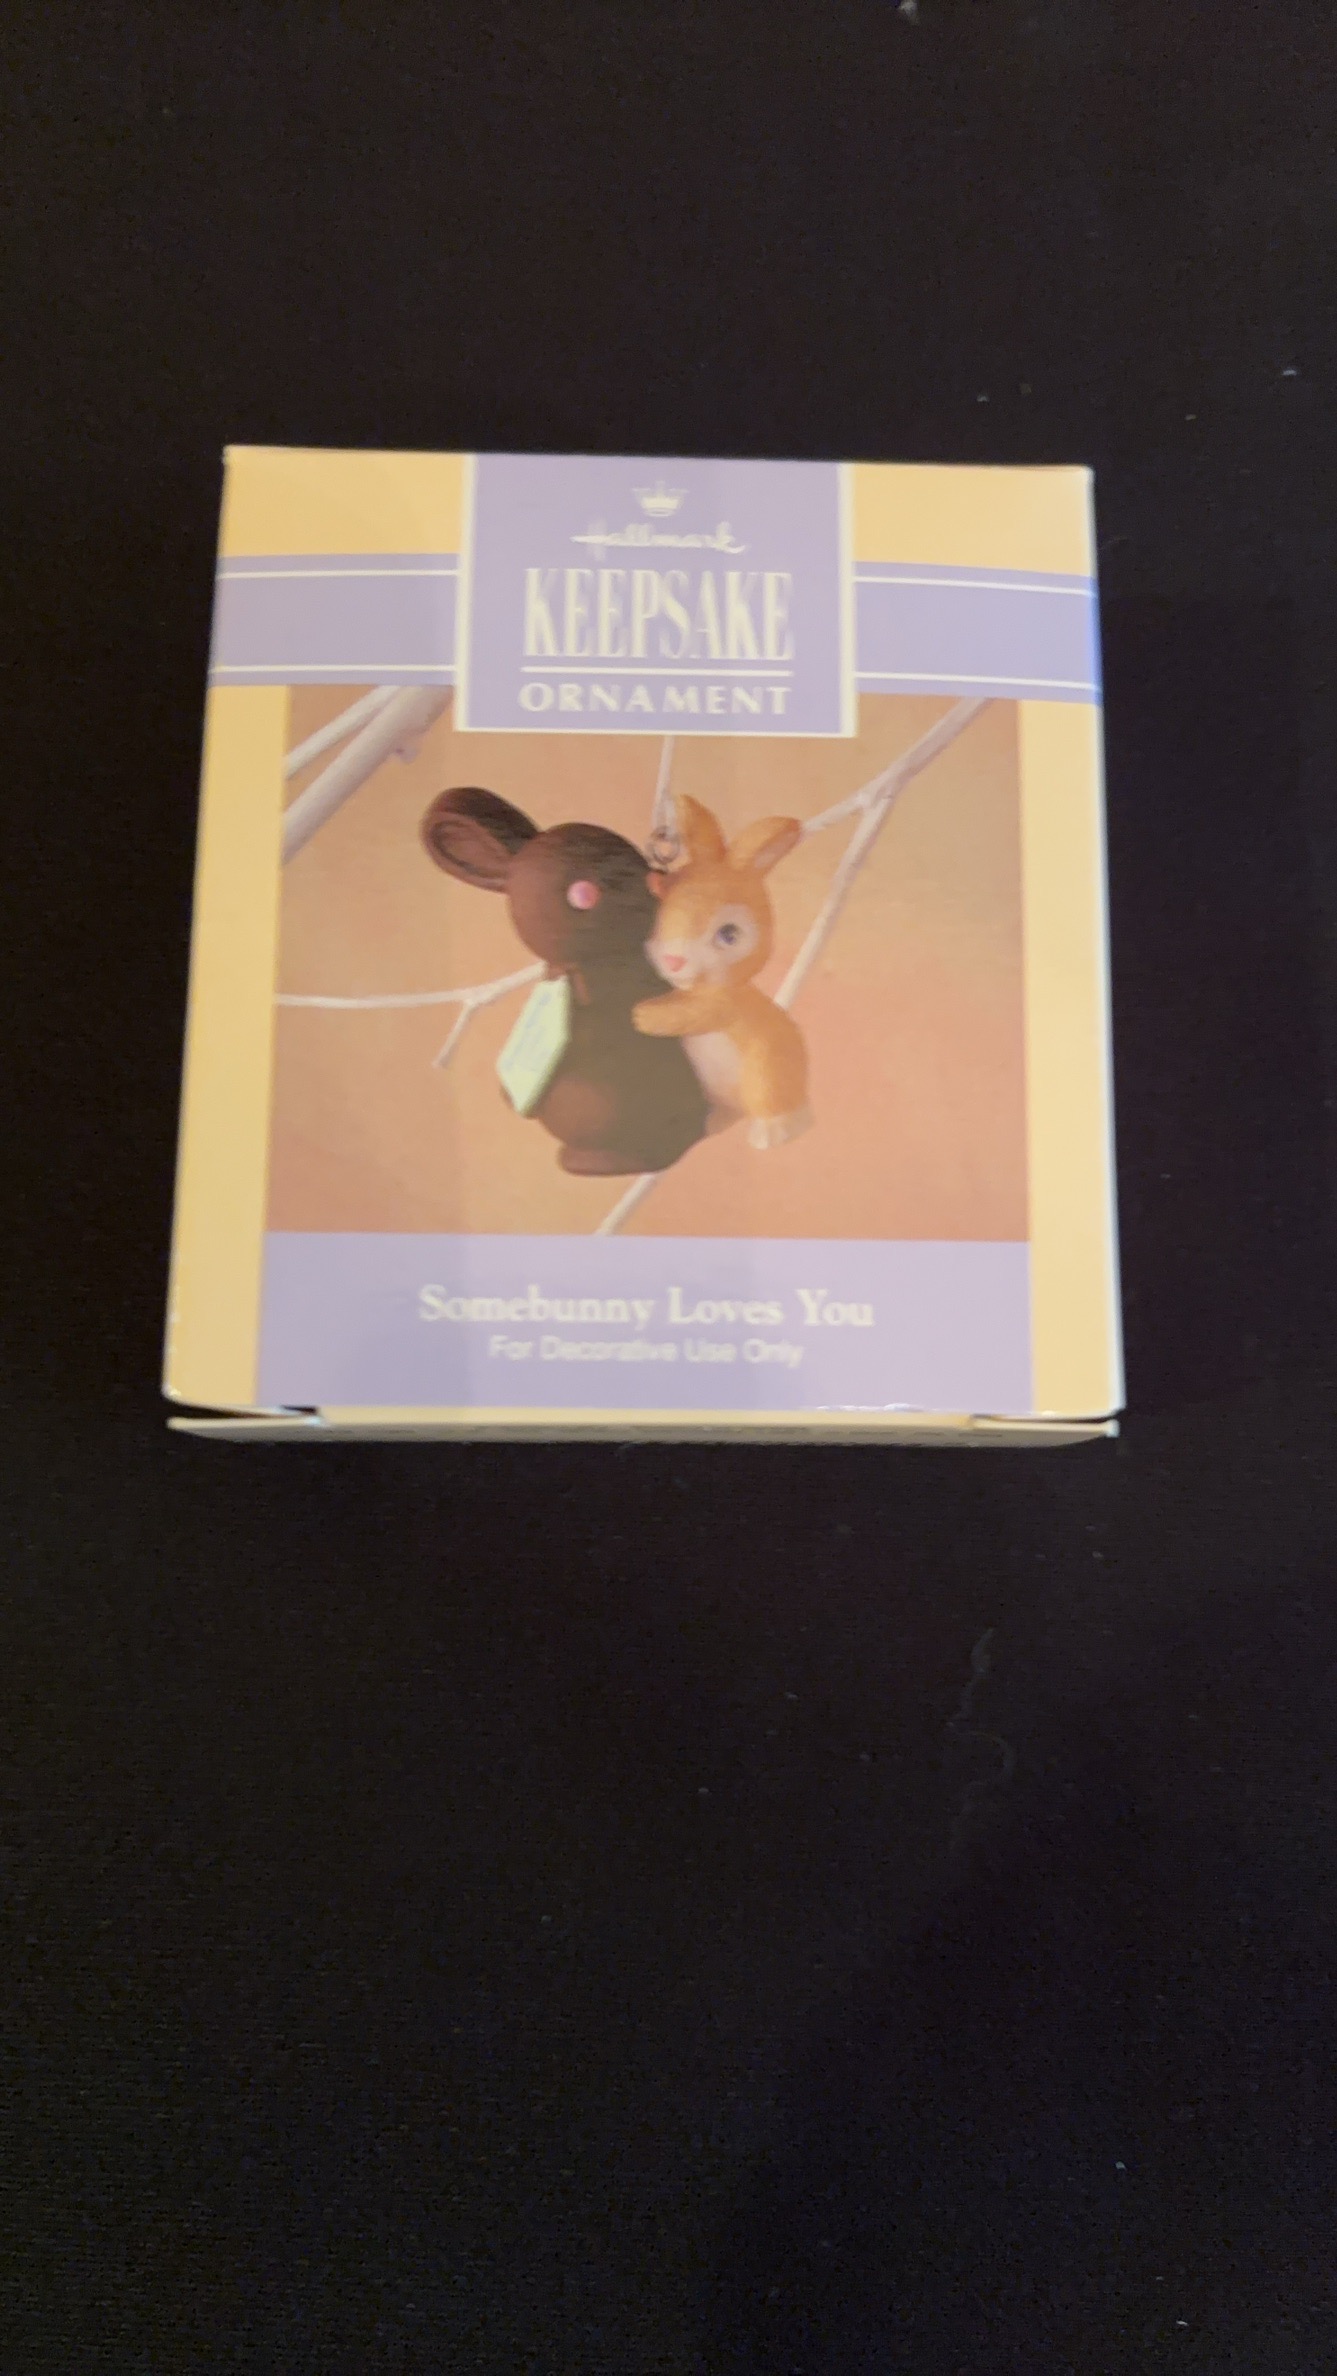 Hallmark
KEEPSAKE
ORNAMENT
Somebunny Loves You
For Decorative Use Only